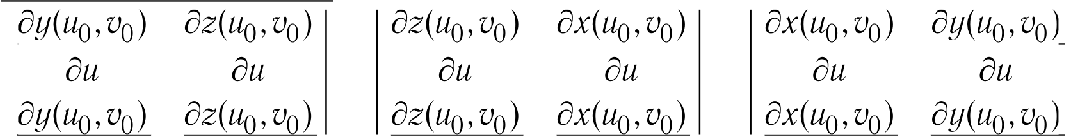 ∂y(u₀,v₀) ∂z(u₀,v₀) | | ∂z(u₀,v₀) ∂x(u₀,v₀) | | ∂x(u₀,v₀) ∂y(u₀,v₀)
∂u ∂u | | ∂u ∂u | | ∂u ∂u
∂y(u₀,v₀) ∂z(u₀,v₀) | | ∂z(u₀,v₀) ∂x(u₀,v₀) | | ∂x(u₀,v₀) ∂y(u₀,v₀)